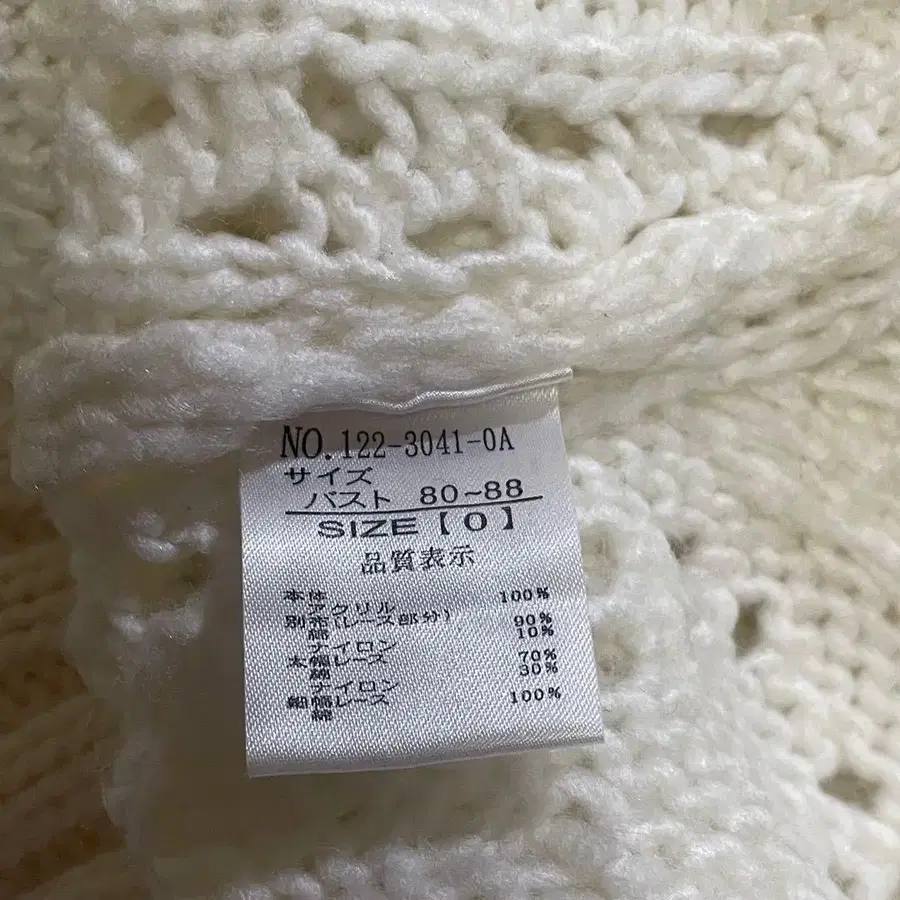 NO.122-3041-0A
サイズ
バスト 80~88
SIZE【0】
品質表示
本体
アクリル 100%
別布(レース部分)
綿 90%
ナイロン 10%
太幅レース
綿 70%
ナイロン 30%
細幅レース
綿 100%